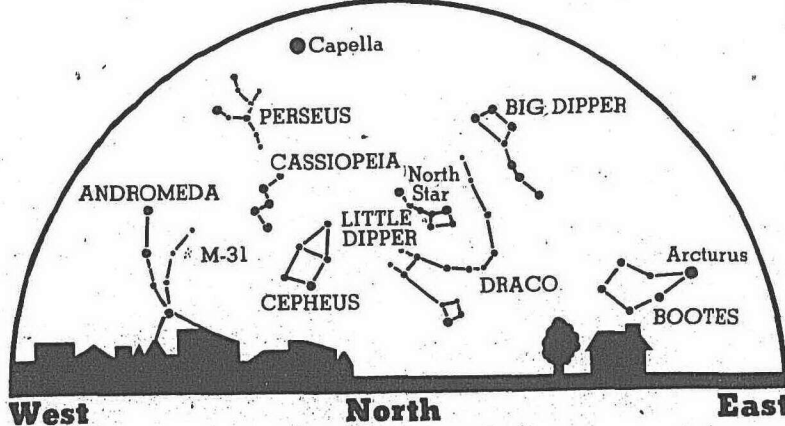 Capella
PERSEUS
BIG DIPPER
CASSIOPEIA
North
Star
ANDROMEDA
M-31
LITTLE
DIPPER
CEPHEUS
DRACO
Arcturus
BOOTES
West
North
East